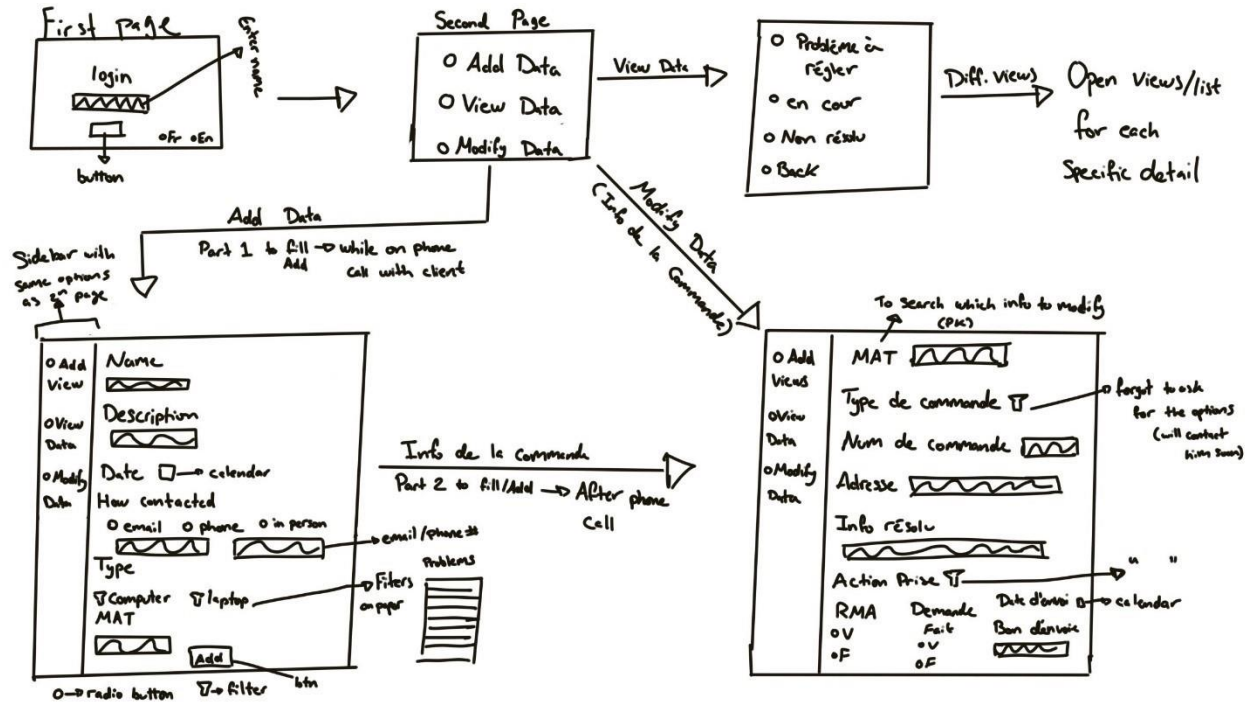 First page
login
Enter name
•Fr •En
button
Second Page
Add Data
View Data
Modify Data
View Data
Problème à
régler
en cour
Non résolu
Back
Diff. views
Open views/list
for each
Specific detail
Add Data
Part 1 to fill → while on phone
Add
call with client
Modify Data
(Info de la Commande)
Sidebar with
same options
as 2nd page
Add
View
View
Data
Modify
Data
Name
Description
Date → calendar
How contacted
email phone in person
email/phone#
Type
Computer laptop
Filters
on paper
Problems
MAT
Add
btn
O→ radio button
→ filter
Info de la Commande
Part 2 to fill/Add → After phone
Call
To search which info to modify
(PK)
Add
Views
View
Data
Modify
Data
MAT
Type de commande
forgot to ask
for the options
(will contact
him soon)
Num de commande
Adresse
Info résolu
Action Prise
" "
RMA
V
F
Demande
Fait
V
F
Date d'envoi → calendar
Bon d'envoie